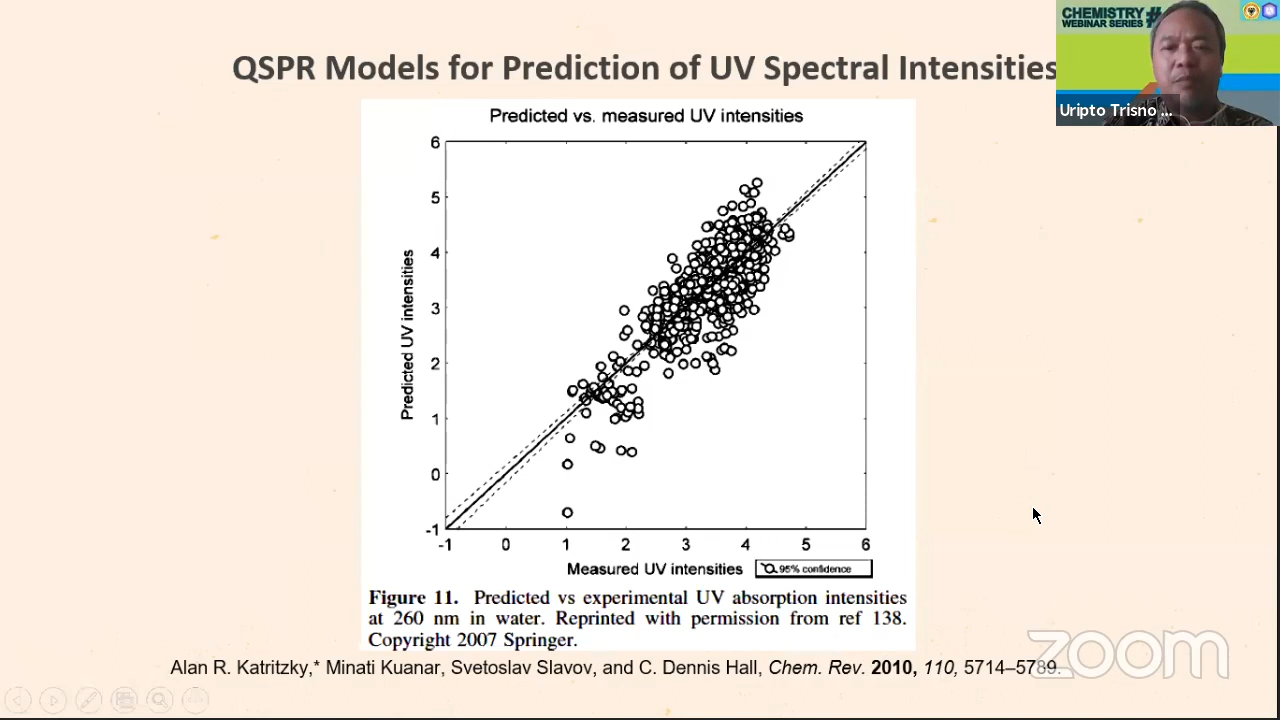 CHEMISTRY #
WEBINAR SERIES
Uripto Trisno ...
QSPR Models for Prediction of UV Spectral Intensities
Predicted vs. measured UV intensities
6
5
4
3
2
1
0
-1
Predicted UV intensities
-1 0 1 2 3 4 5 6
Measured UV intensities
95% confidence
Figure 11. Predicted vs experimental UV absorption intensities
at 260 nm in water. Reprinted with permission from ref 138.
Copyright 2007 Springer.
Alan R. Katritzky,* Minati Kuanar, Svetoslav Slavov, and C. Dennis Hall, Chem. Rev. 2010, 110, 5714–5789.
zoom